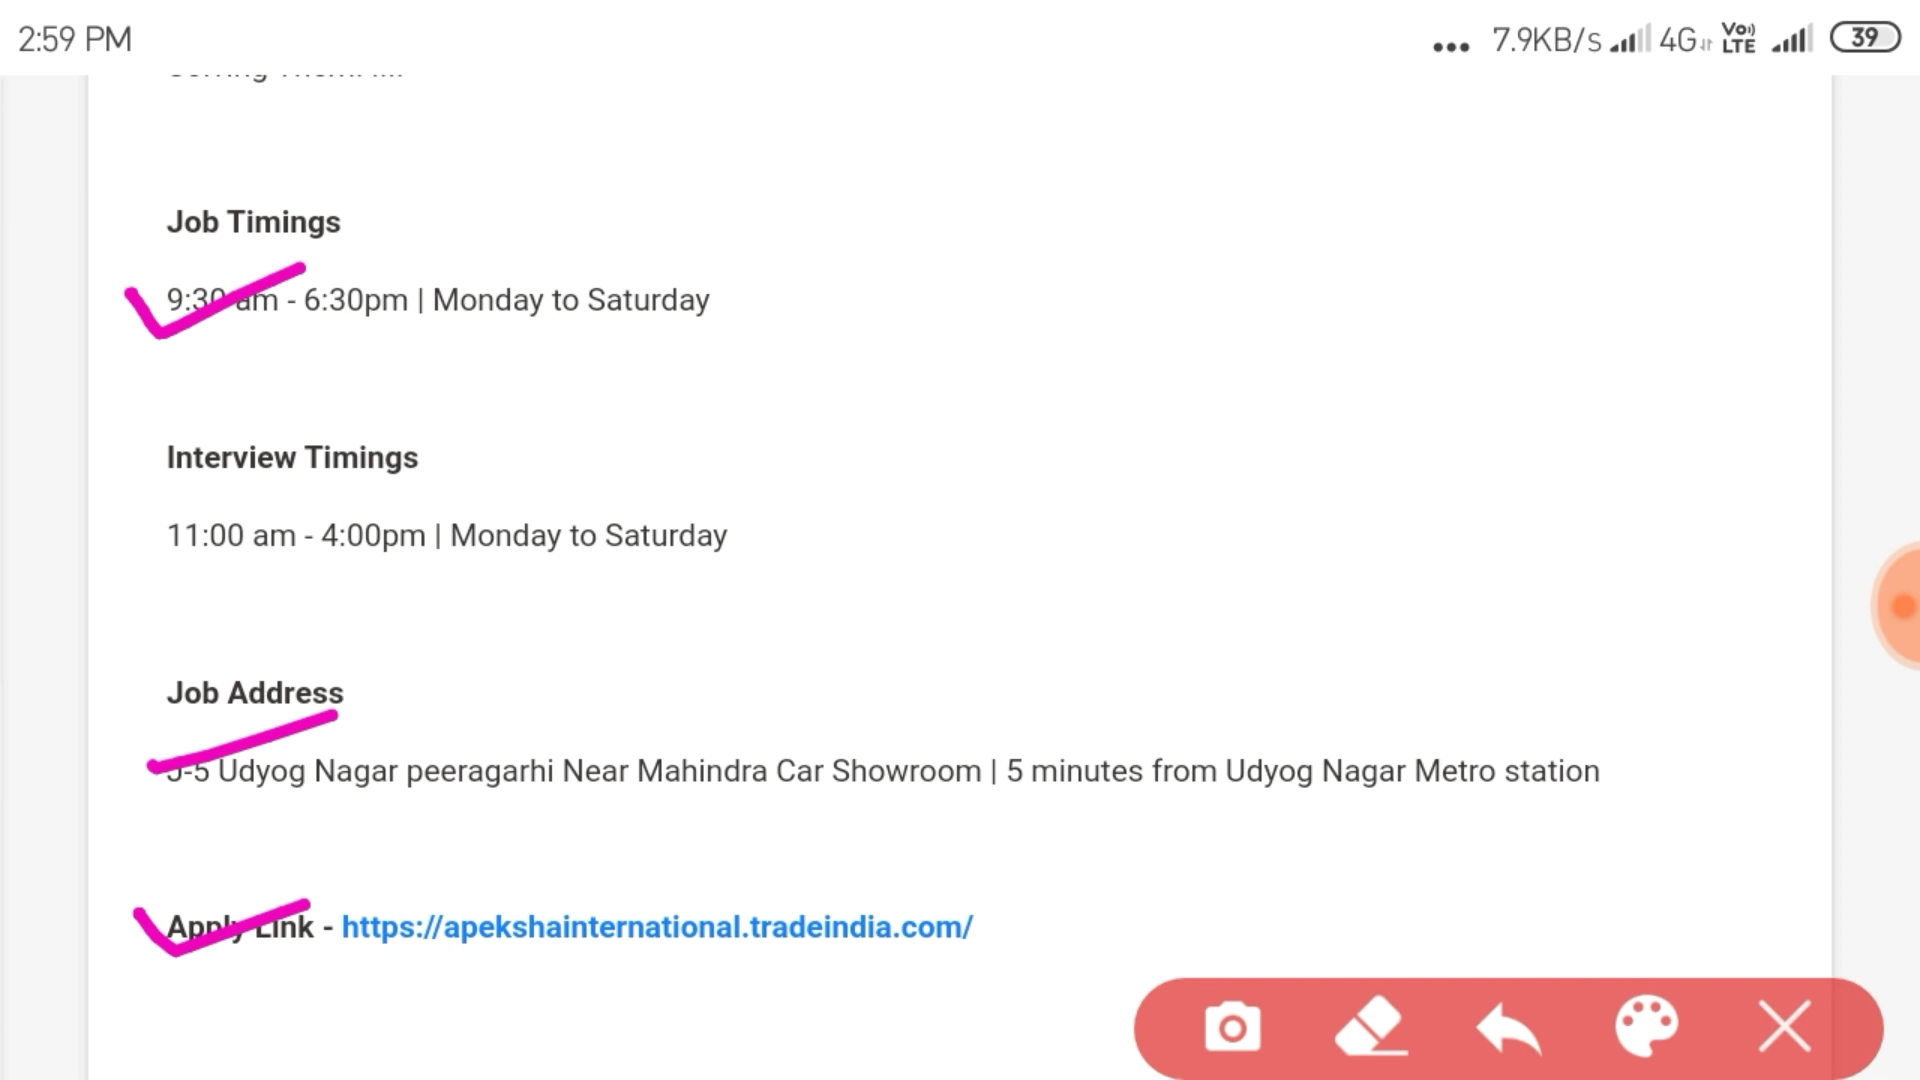 2:59 PM
7.9KB/s 4G Vo) LTE 39
Job Timings
9:30 am - 6:30pm | Monday to Saturday
Interview Timings
11:00 am - 4:00pm | Monday to Saturday
Job Address
J-5 Udyog Nagar peeragarhi Near Mahindra Car Showroom | 5 minutes from Udyog Nagar Metro station
Apply Link - https://apekshainternational.tradeindia.com/